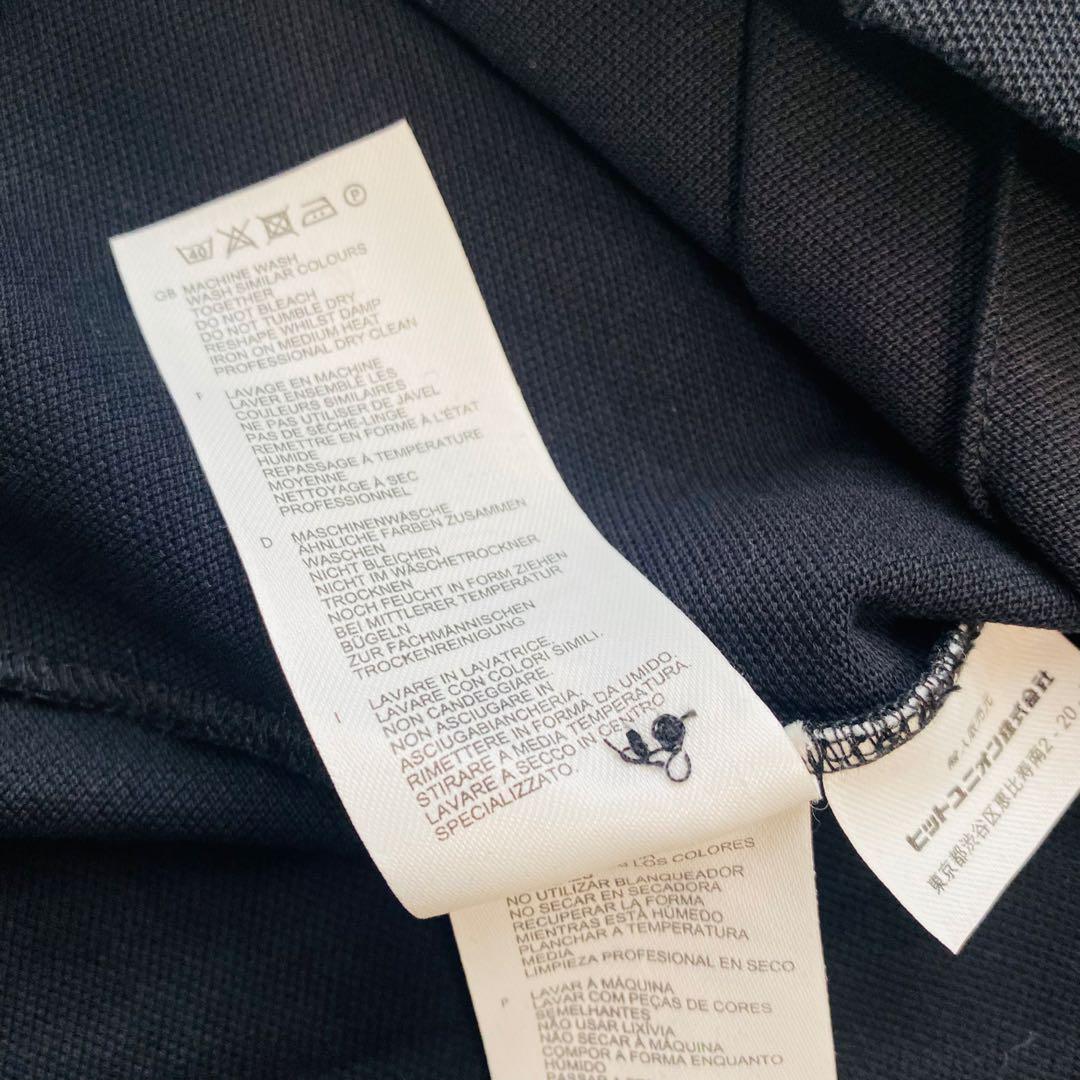 40 P
GB MACHINE WASH
WASH SIMILAR COLOURS
TOGETHER
DO NOT BLEACH
DO NOT TUMBLE DRY
RESHAPE WHILST DAMP
IRON ON MEDIUM HEAT
PROFESSIONAL DRY CLEAN
F LAVAGE EN MACHINE
LAVER ENSEMBLE LES
COULEURS SIMILAIRES
NE PAS UTILISER DE JAVEL
PAS DE SÈCHE-LINGE
REMETTRE EN FORME À L'ÉTAT
HUMIDE
REPASSAGE À TEMPÉRATURE
MOYENNE
NETTOYAGE À SEC
PROFESSIONNEL
D MASCHINENWÄSCHE
ÄHNLICHE FARBEN ZUSAMMEN
WASCHEN
NICHT BLEICHEN
NICHT IM WÄSCHETROCKNER
TROCKNEN
NOCH FEUCHT IN FORM ZIEHEN
BEI MITTLERER TEMPERATUR
BÜGELN
ZUR FACHMÄNNISCHEN
TROCKENREINIGUNG
I LAVARE IN LAVATRICE.
LAVARE CON COLORI SIMILI.
NON CANDEGGIARE.
NON ASCIUGARE IN
ASCIUGABIANCHERIA.
RIMETTERE IN FORMA DA UMIDO.
STIRARE A MEDIA TEMPERATURA.
LAVARE A SECCO IN CENTRO
SPECIALIZZATO.
LOS COLORES
NO UTILIZAR BLANQUEADOR
NO SECAR EN SECADORA
RECUPERAR LA FORMA
MIENTRAS ESTÁ HÚMEDO
PLANCHAR A TEMPERATURA
MEDIA
LIMPIEZA PROFESIONAL EN SECO
P LAVAR À MÁQUINA
LAVAR COM PEÇAS DE CORES
SEMELHANTES
NÃO USAR LIXÍVIA
NÃO SECAR À MÁQUINA
COMPOR A FORMA ENQUANTO
HÚMIDO
PASSAR
ヒットユニオン株式会社
東京都渋谷区恵比寿南2-20